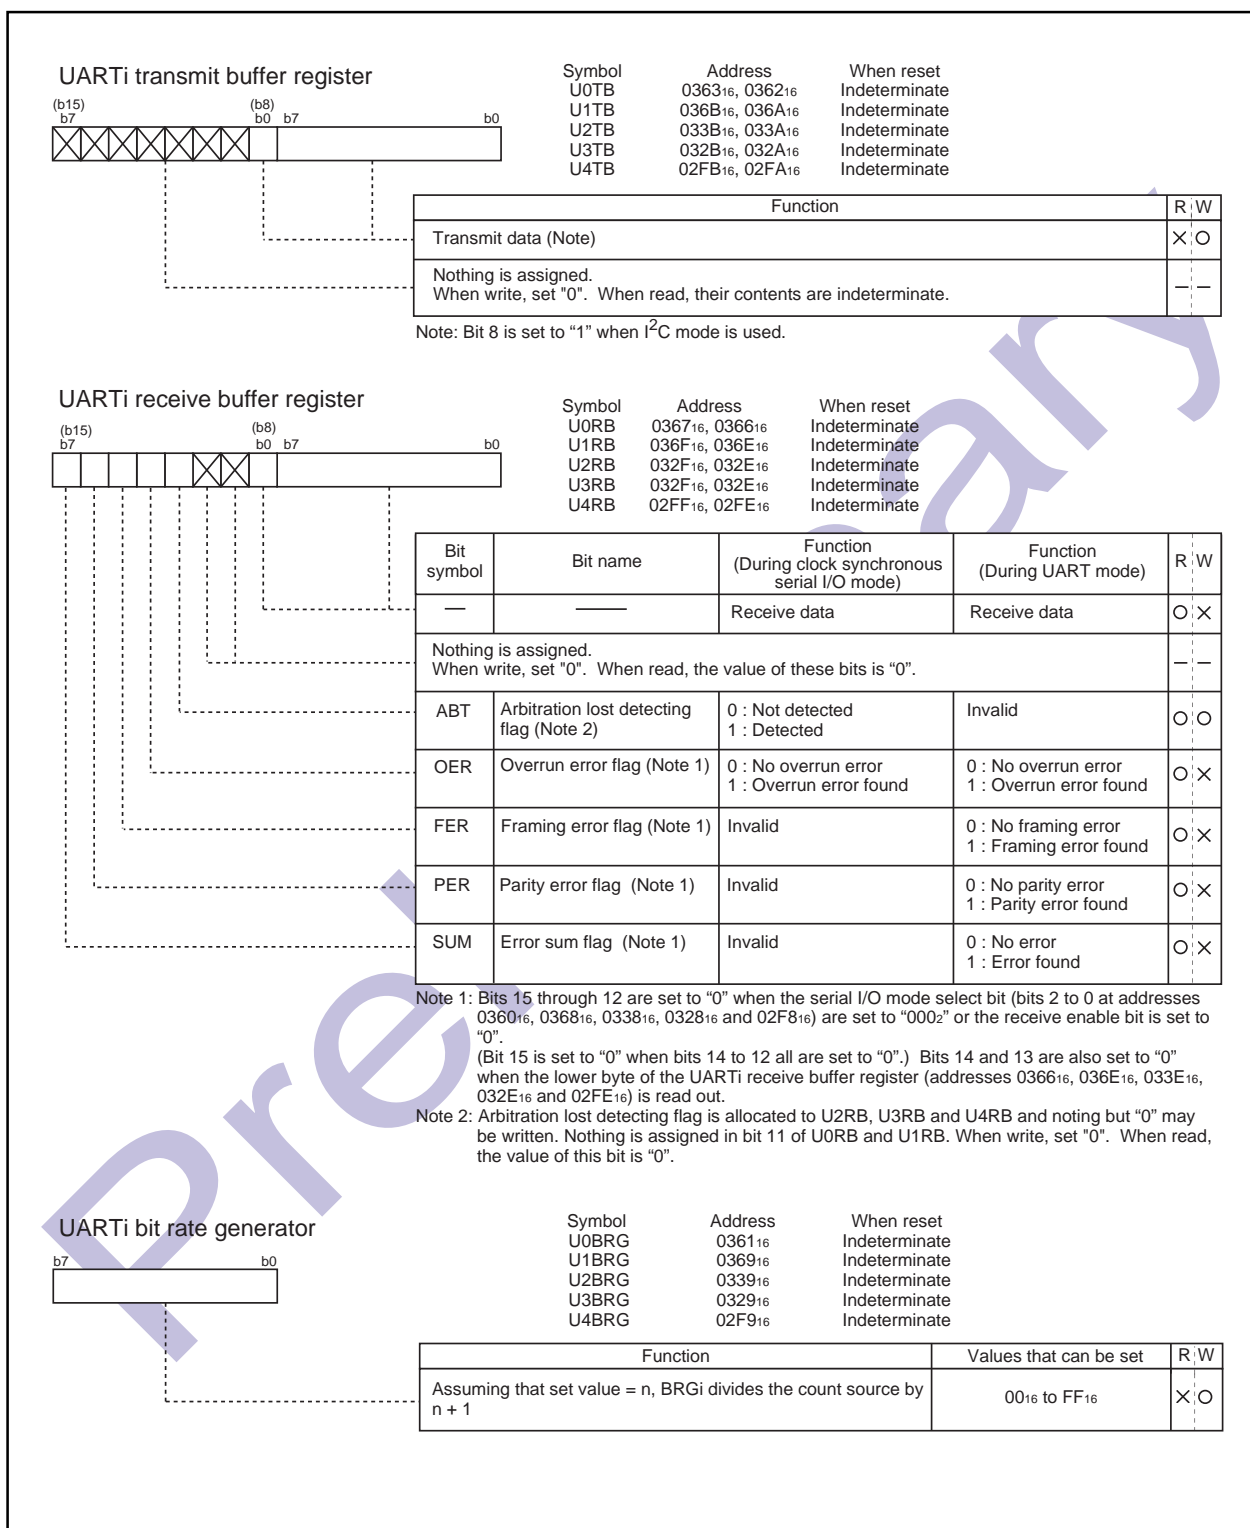 UARTi transmit buffer register
Symbol Address When reset
U0TB 0363₁₆, 0362₁₆ Indeterminate
U1TB 036B₁₆, 036A₁₆ Indeterminate
U2TB 033B₁₆, 033A₁₆ Indeterminate
U3TB 032B₁₆, 032A₁₆ Indeterminate
U4TB 02FB₁₆, 02FA₁₆ Indeterminate
(b15) (b8)
b7 b0 b7 b0
Function R W
Transmit data (Note) X O
Nothing is assigned.
When write, set "0". When read, their contents are indeterminate. — —
Note: Bit 8 is set to “1” when I²C mode is used.
UARTi receive buffer register
Symbol Address When reset
U0RB 0367₁₆, 0366₁₆ Indeterminate
U1RB 036F₁₆, 036E₁₆ Indeterminate
U2RB 032F₁₆, 032E₁₆ Indeterminate
U3RB 032F₁₆, 032E₁₆ Indeterminate
U4RB 02FF₁₆, 02FE₁₆ Indeterminate
(b15) (b8)
b7 b0 b7 b0
Bit symbol Bit name Function (During clock synchronous serial I/O mode) Function (During UART mode) R W
— — Receive data Receive data O X
Nothing is assigned.
When write, set "0". When read, the value of these bits is “0”. — —
ABT Arbitration lost detecting 0 : Not detected Invalid O O
flag (Note 2) 1 : Detected
OER Overrun error flag (Note 1) 0 : No overrun error 0 : No overrun error O X
1 : Overrun error found 1 : Overrun error found
FER Framing error flag (Note 1) Invalid 0 : No framing error O X
1 : Framing error found
PER Parity error flag (Note 1) Invalid 0 : No parity error O X
1 : Parity error found
SUM Error sum flag (Note 1) Invalid 0 : No error O X
1 : Error found
Note 1: Bits 15 through 12 are set to “0” when the serial I/O mode select bit (bits 2 to 0 at addresses
0360₁₆, 0368₁₆, 0338₁₆, 0328₁₆ and 02F8₁₆) are set to “000₂” or the receive enable bit is set to
“0”.
(Bit 15 is set to “0” when bits 14 to 12 all are set to “0”.) Bits 14 and 13 are also set to “0”
when the lower byte of the UARTi receive buffer register (addresses 0366₁₆, 036E₁₆, 033E₁₆,
032E₁₆ and 02FE₁₆) is read out.
Note 2: Arbitration lost detecting flag is allocated to U2RB, U3RB and U4RB and noting but “0” may
be written. Nothing is assigned in bit 11 of U0RB and U1RB. When write, set "0". When read,
the value of this bit is “0”.
UARTi bit rate generator
Symbol Address When reset
U0BRG 0361₁₆ Indeterminate
U1BRG 0369₁₆ Indeterminate
U2BRG 0339₁₆ Indeterminate
U3BRG 0329₁₆ Indeterminate
U4BRG 02F9₁₆ Indeterminate
b7 b0
Function Values that can be set R W
Assuming that set value = n, BRGi divides the count source by 00₁₆ to FF₁₆ X O
n + 1